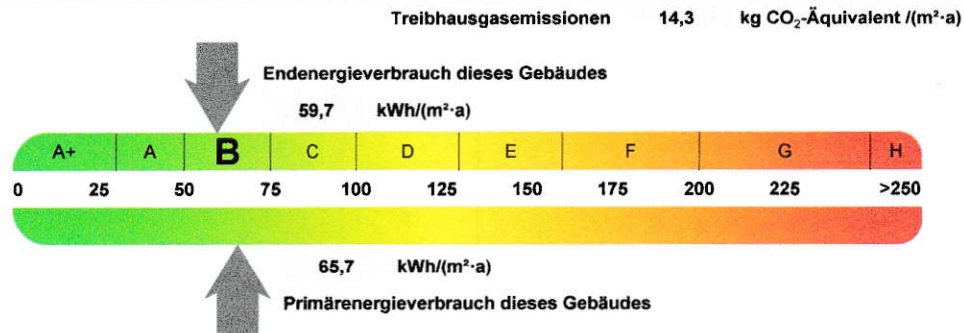 Treibhausgasemissionen 14,3 kg CO₂-Äquivalent /(m²·a)
Endenergieverbrauch dieses Gebäudes
59,7 kWh/(m²·a)
A+ A B C D E F G H
0 25 50 75 100 125 150 175 200 225 >250
65,7 kWh/(m²·a)
Primärenergieverbrauch dieses Gebäudes